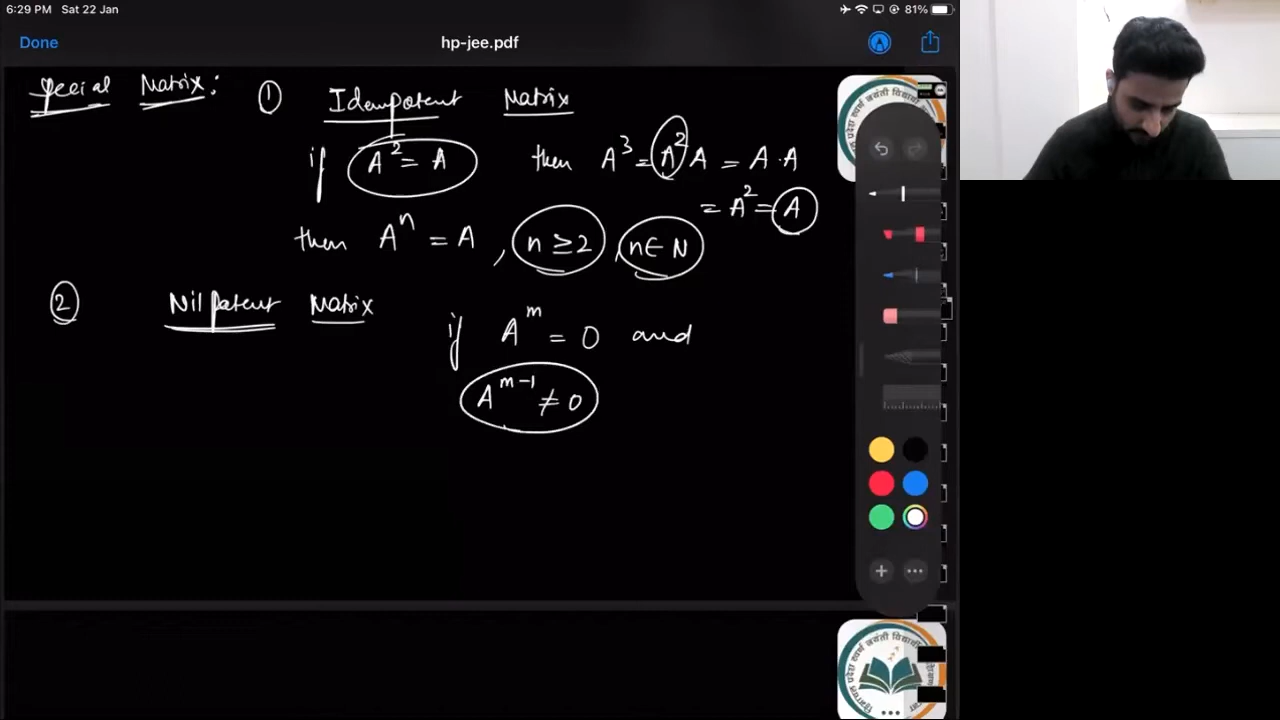 6:29 PM Sat 22 Jan 81%
Done hp-jee.pdf
Special Matrix: ① Idempotent Matrix
if A² = A then A³ = A²A = A·A
= A² = A
then Aⁿ = A , n ≥ 2 , n ∈ N
② Nilpotent Matrix
if Aᵐ = 0 and
Aᵐ⁻¹ ≠ 0